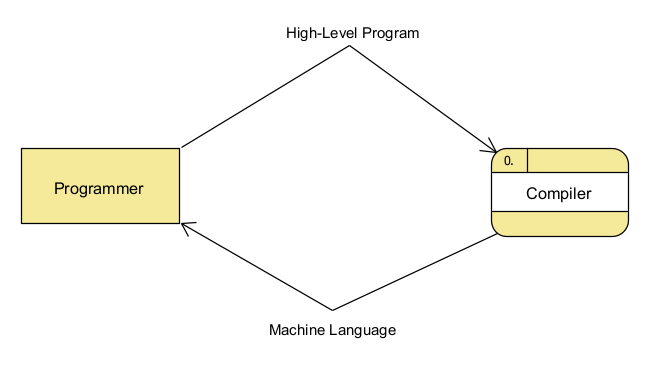 High-Level Program
0.
Programmer
Compiler
Machine Language